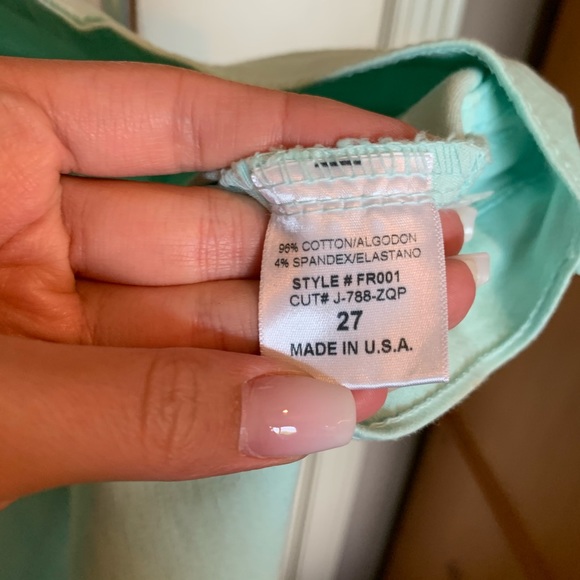 96% COTTON/ALGODON
4% SPANDEX/ELASTANO
STYLE # FR001
CUT# J-788-ZQP
27
MADE IN U.S.A.